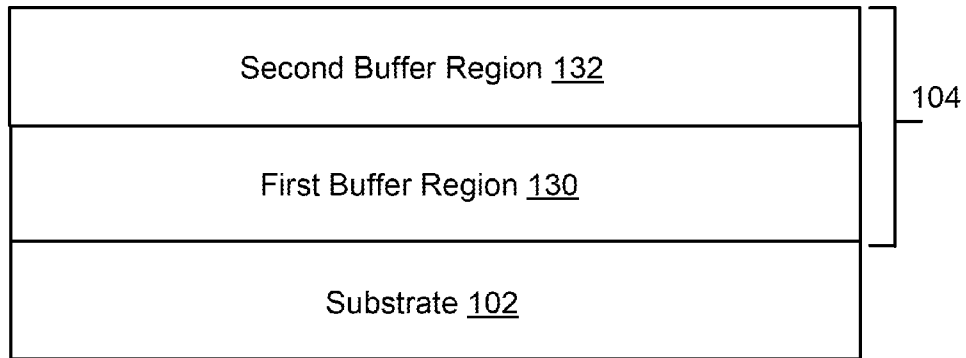 Second Buffer Region 132
104
First Buffer Region 130
Substrate 102